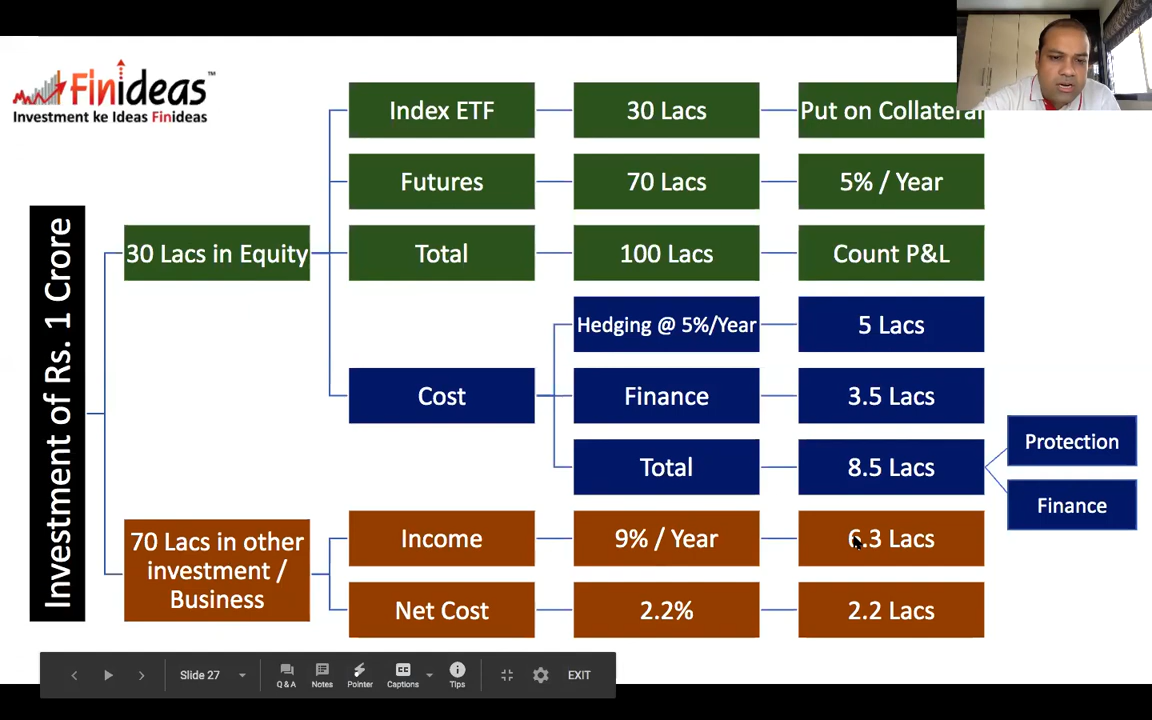 Finideas™
Investment ke Ideas Finideas
Investment of Rs. 1 Crore
30 Lacs in Equity
Index ETF
30 Lacs
Put on Collateral
Futures
70 Lacs
5% / Year
Total
100 Lacs
Count P&L
Cost
Hedging @ 5%/Year
5 Lacs
Finance
3.5 Lacs
Total
8.5 Lacs
Protection
Finance
70 Lacs in other
investment /
Business
Income
9% / Year
6.3 Lacs
Net Cost
2.2%
2.2 Lacs
Slide 27
Q & A
Notes
Pointer
Captions
Tips
EXIT